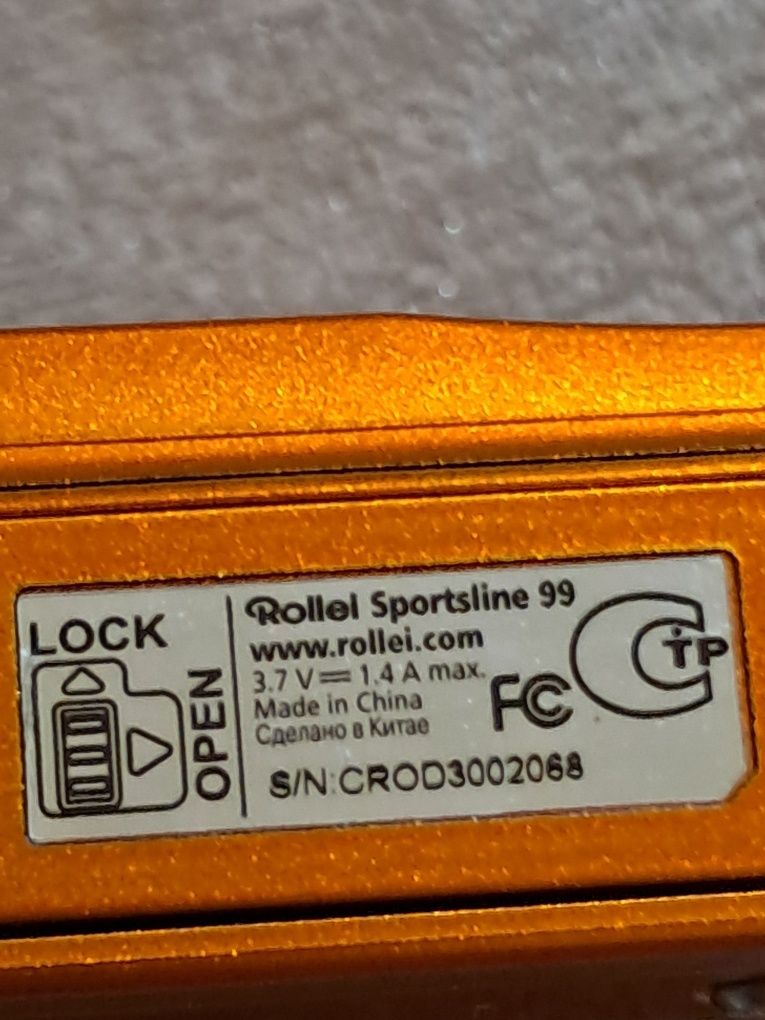 LOCK
OPEN
Rollei Sportsline 99
www.rollei.com
3.7 V⎓1.4 A max.
Made in China
Сделано в Китае
FC
СТР
S/N:CROD3002068